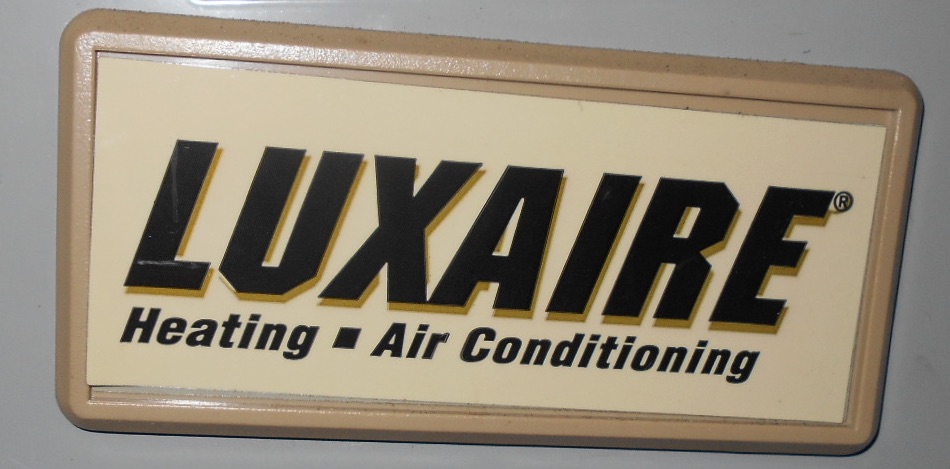 LUXAIRE®
Heating ▪ Air Conditioning